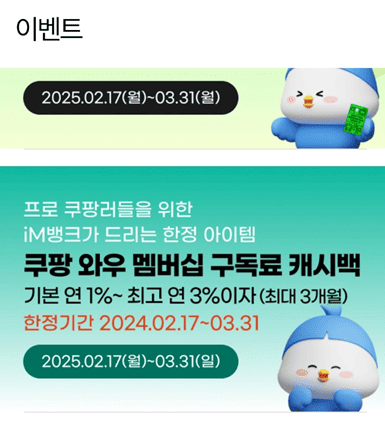 이벤트
2025.02.17(월)~03.31(월)
프로 쿠팡러들을 위한
iM뱅크가 드리는 한정 아이템
쿠팡 와우 멤버십 구독료 캐시백
기본 연 1%~ 최고 연 3%이자 (최대 3개월)
한정기간 2024.02.17~03.31
2025.02.17(월)~03.31(일)